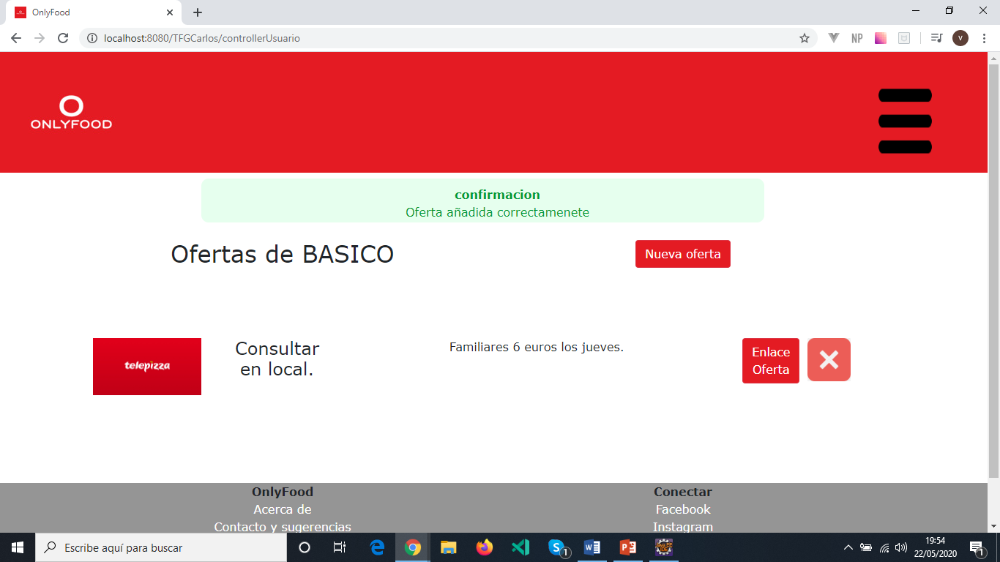 OnlyFood
localhost:8080/TFGCarlos/controllerUsuario
NP
V
ONLYFOOD
confirmacion
Oferta añadida correctamenete
Ofertas de BASICO
Nueva oferta
telepizza
Consultar
en local.
Familiares 6 euros los jueves.
Enlace
Oferta
OnlyFood
Conectar
Acerca de
Facebook
Contacto y sugerencias
Instagram
Escribe aquí para buscar
1
19:54
22/05/2020
1